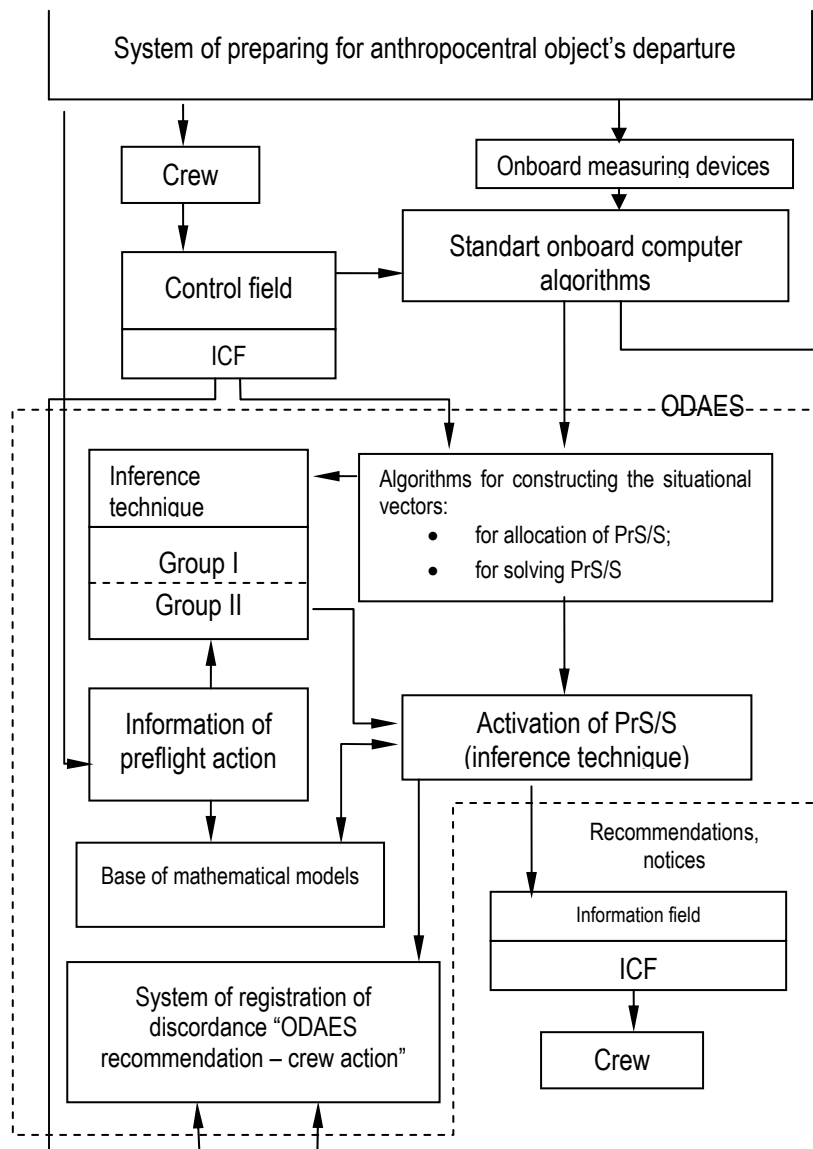 System of preparing for anthropocentral object's departure
Crew
Onboard measuring devices
Standart onboard computer
algorithms
Control field
ICF
ODAES
Inference
technique
Group I
Group II
Algorithms for constructing the situational
vectors:
• for allocation of PrS/S;
• for solving PrS/S
Information of
preflight action
Activation of PrS/S
(inference technique)
Base of mathematical models
Recommendations,
notices
Information field
ICF
System of registration of
discordance “ODAES
recommendation – crew action”
Crew